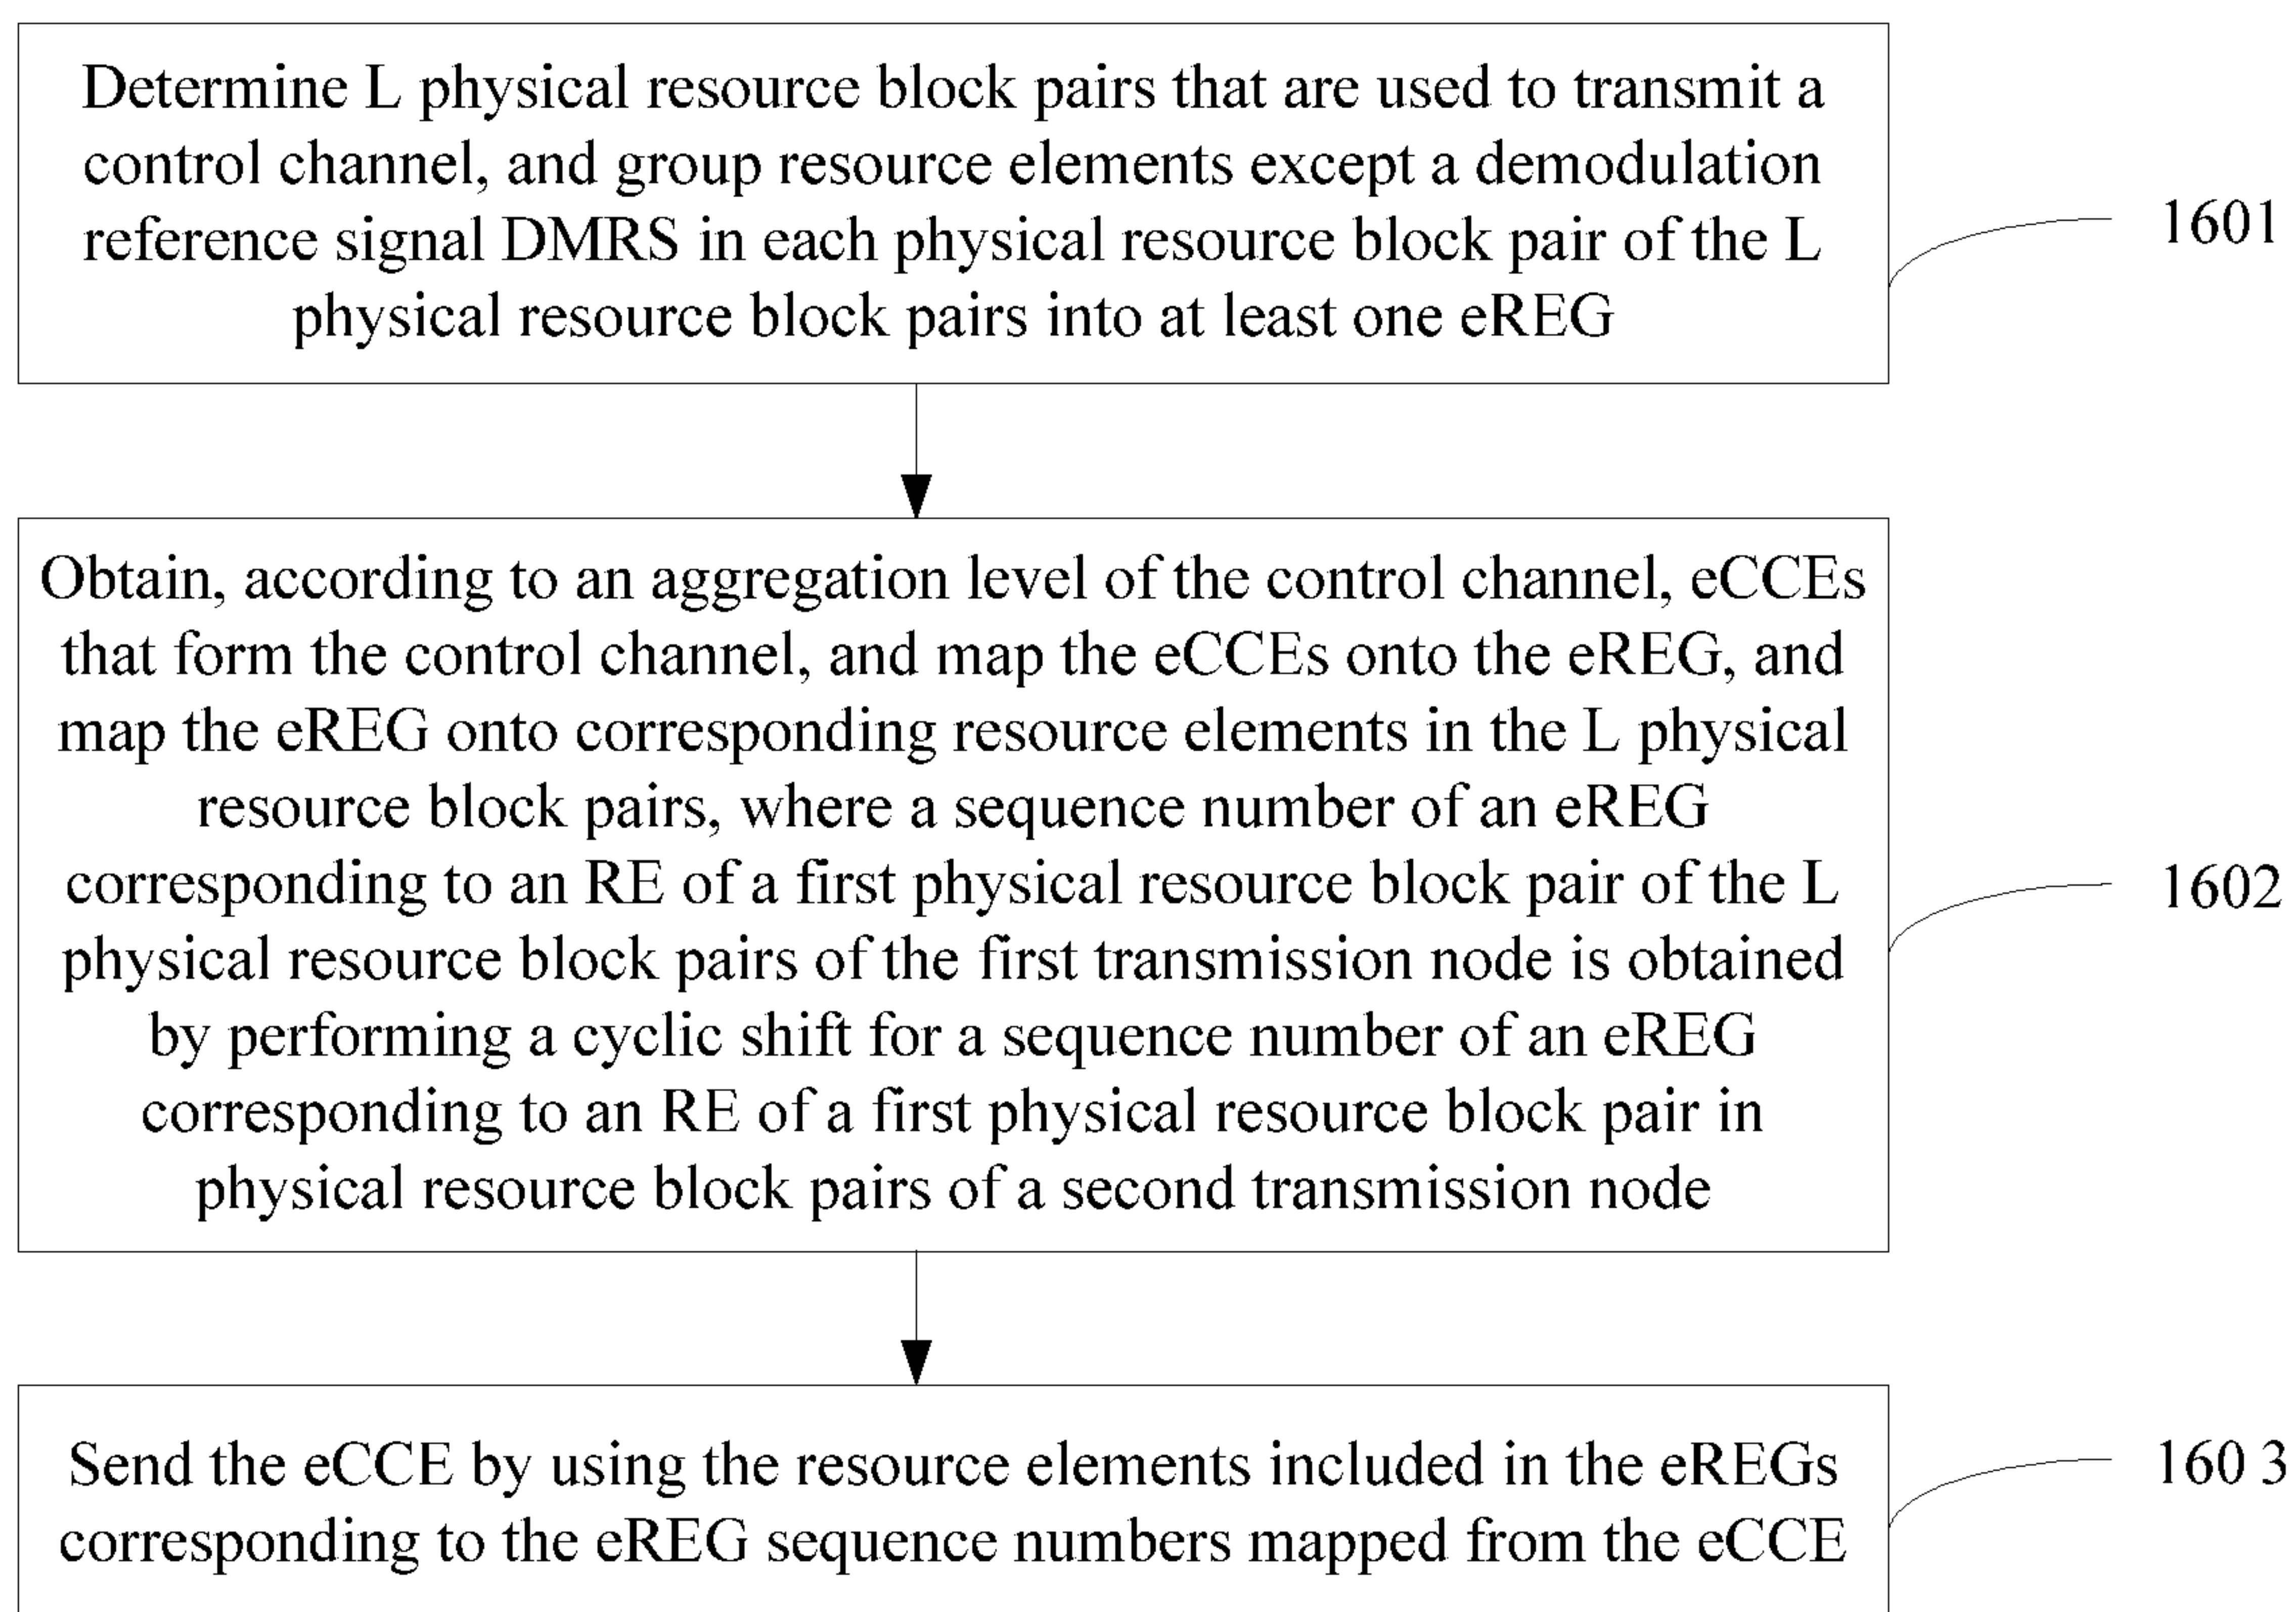 Determine L physical resource block pairs that are used to transmit a
control channel, and group resource elements except a demodulation
reference signal DMRS in each physical resource block pair of the L
physical resource block pairs into at least one eREG
1601
Obtain, according to an aggregation level of the control channel, eCCEs
that form the control channel, and map the eCCEs onto the eREG, and
map the eREG onto corresponding resource elements in the L physical
resource block pairs, where a sequence number of an eREG
corresponding to an RE of a first physical resource block pair of the L
physical resource block pairs of the first transmission node is obtained
by performing a cyclic shift for a sequence number of an eREG
corresponding to an RE of a first physical resource block pair in
physical resource block pairs of a second transmission node
1602
Send the eCCE by using the resource elements included in the eREGs
corresponding to the eREG sequence numbers mapped from the eCCE
160 3